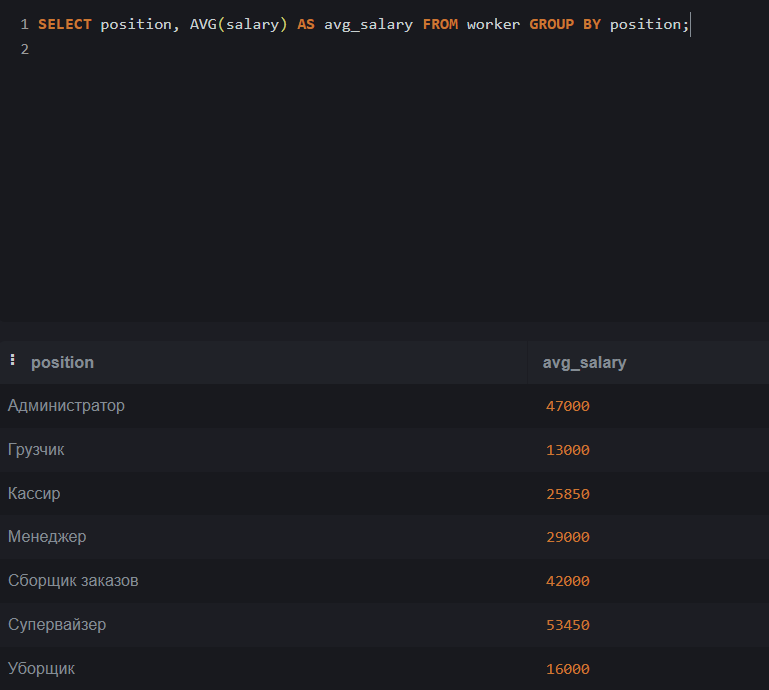 1 SELECT position, AVG(salary) AS avg_salary FROM worker GROUP BY position;
2
position avg_salary
Администратор 47000
Грузчик 13000
Кассир 25850
Менеджер 29000
Сборщик заказов 42000
Супервайзер 53450
Уборщик 16000